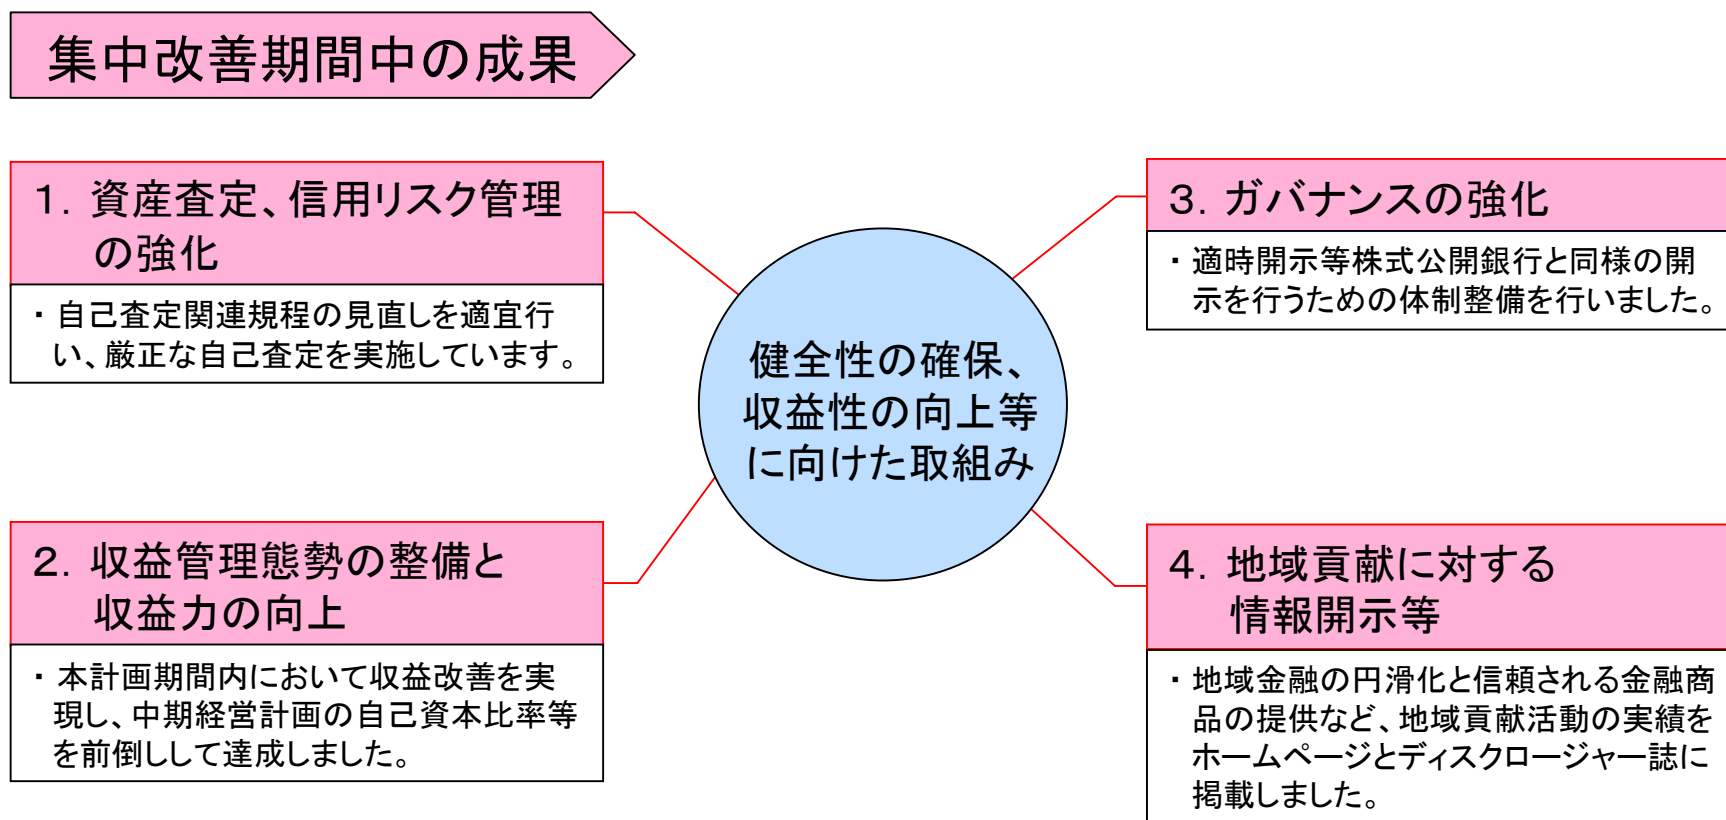 集中改善期間中の成果
１．資産査定、信用リスク管理
の強化
・自己査定関連規程の見直しを適宜行
い、厳正な自己査定を実施しています。
２．収益管理態勢の整備と
収益力の向上
・本計画期間内において収益改善を実
現し、中期経営計画の自己資本比率等
を前倒しして達成しました。
健全性の確保、
収益性の向上等
に向けた取組み
３．ガバナンスの強化
・適時開示等株式公開銀行と同様の開
示を行うための体制整備を行いました。
４．地域貢献に対する
情報開示等
・地域金融の円滑化と信頼される金融商
品の提供など、地域貢献活動の実績を
ホームページとディスクロージャー誌に
掲載しました。